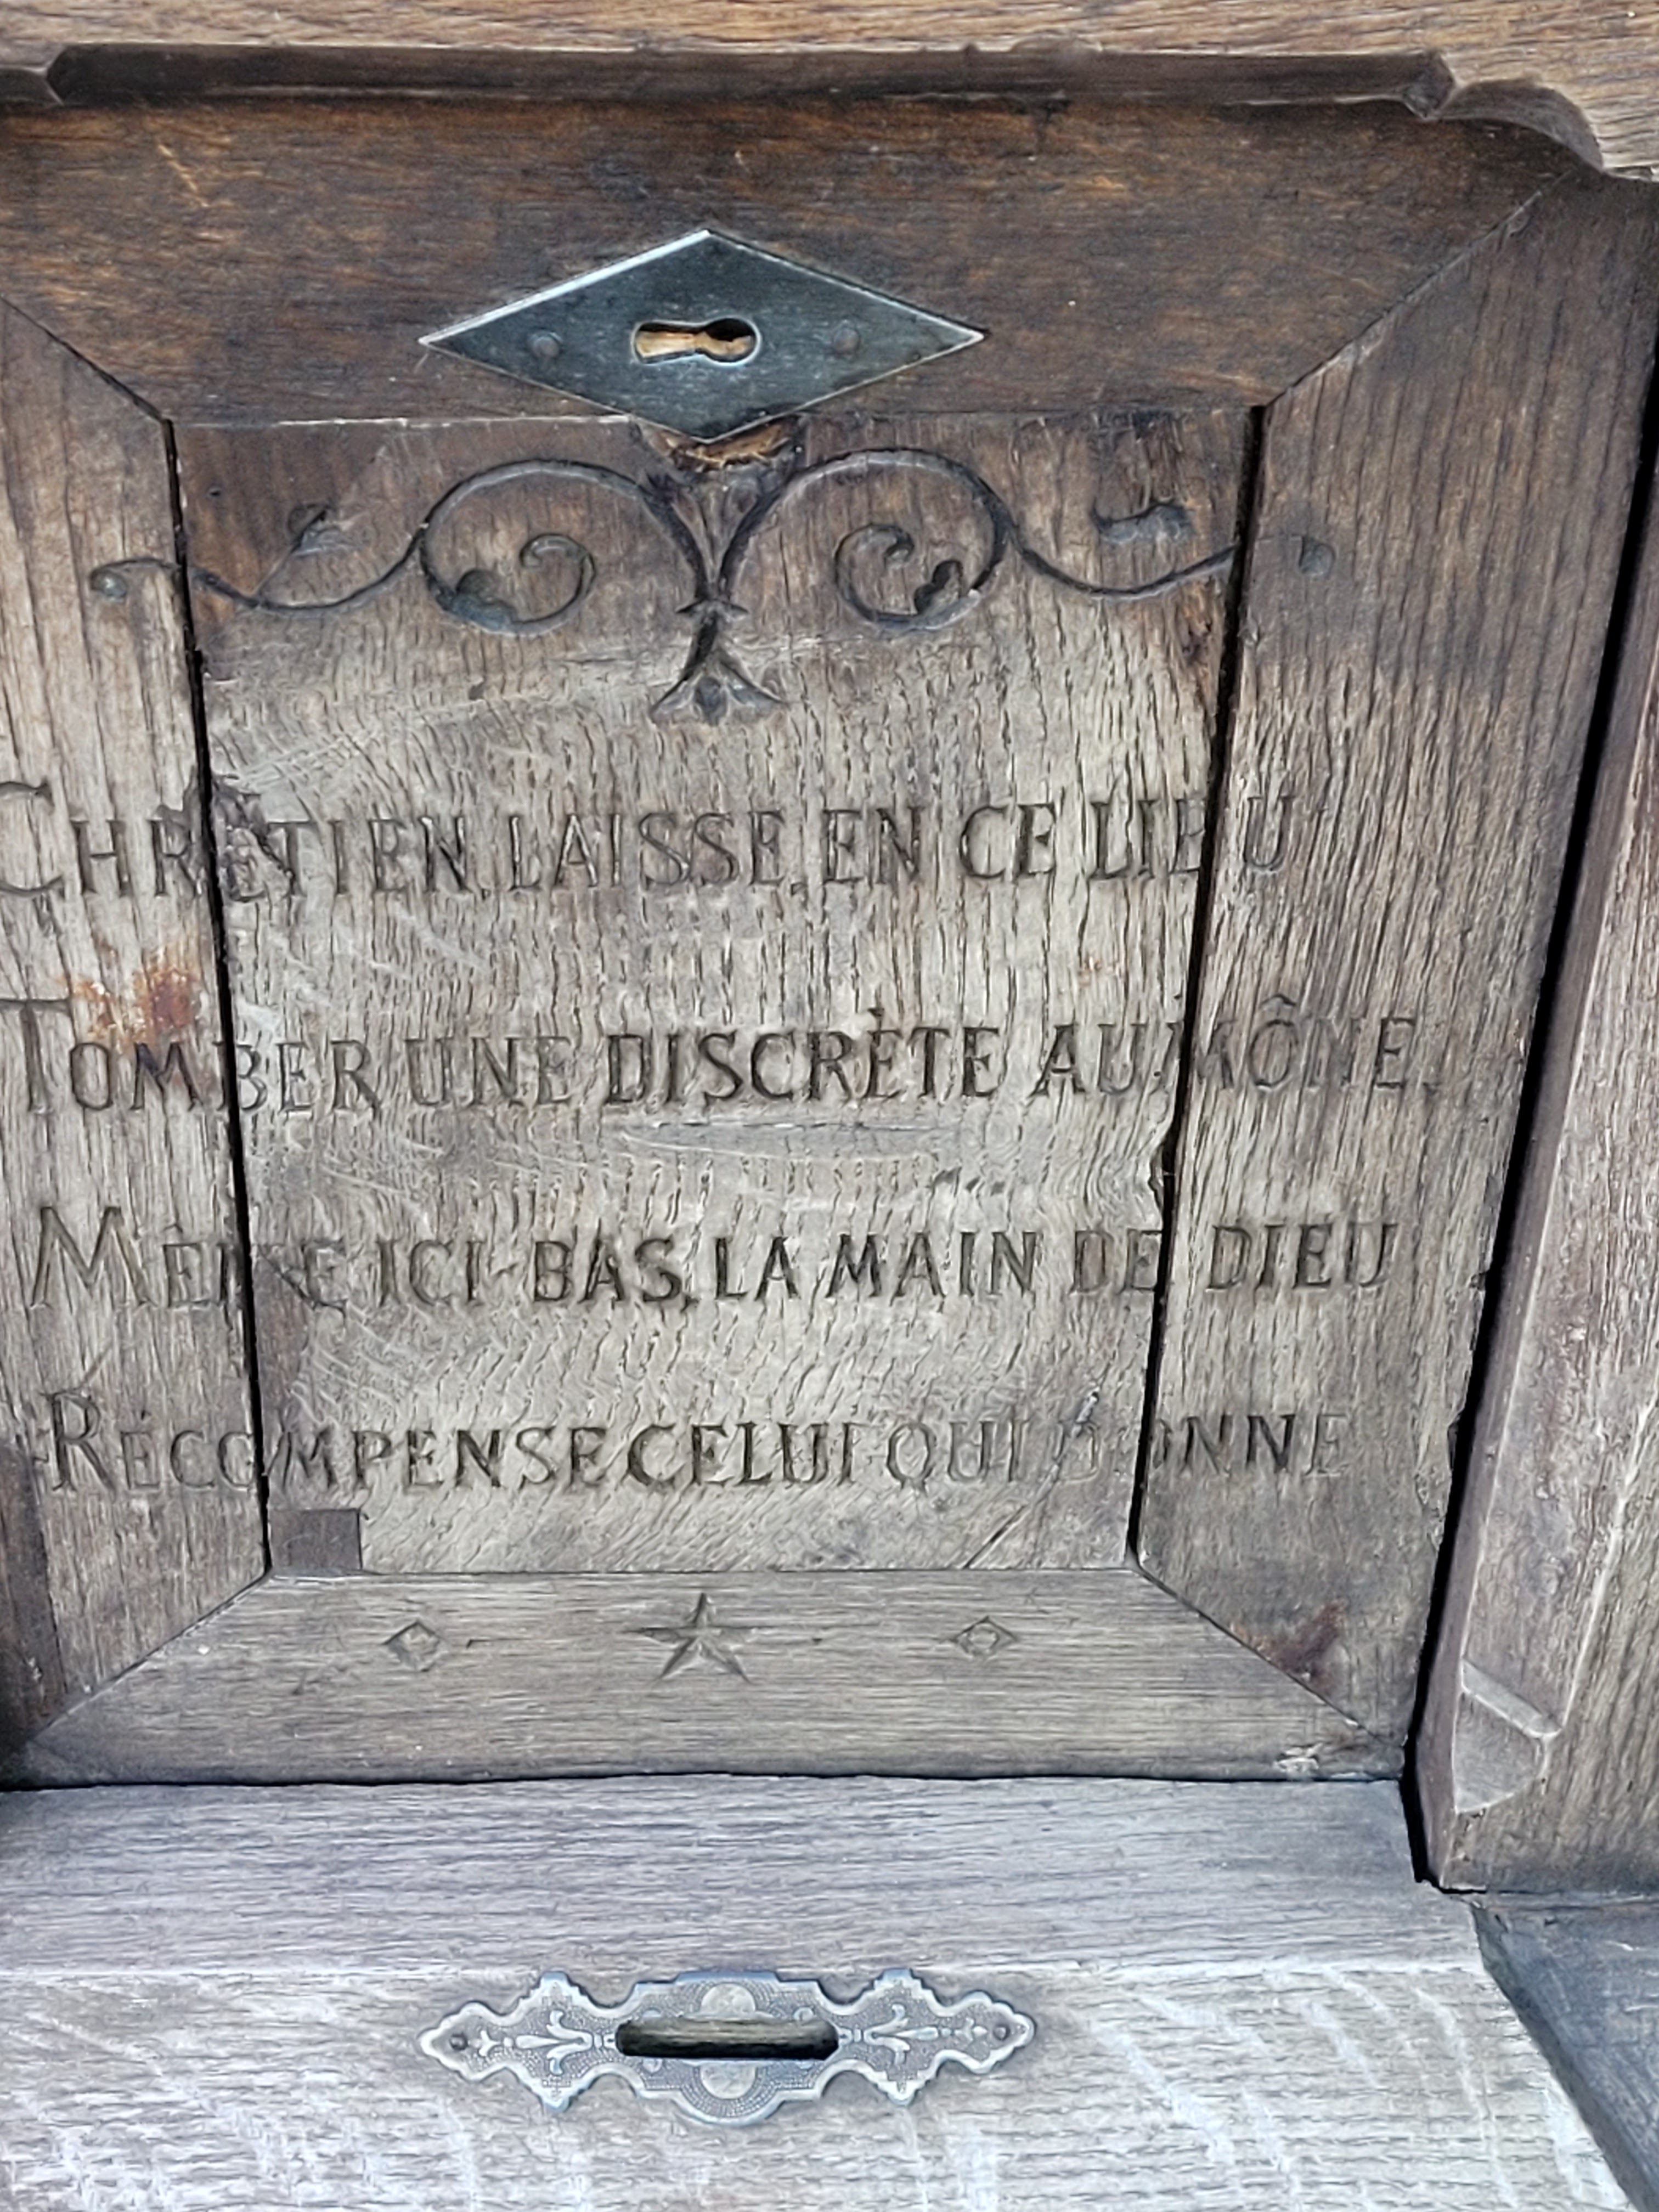 CHRÉTIEN, LAISSE, EN CE LIEU
TOMBER UNE DISCRÈTE AUMÔNE.
MÊME ICI-BAS, LA MAIN DE DIEU
RÉCOMPENSE CELUI QUI DONNE